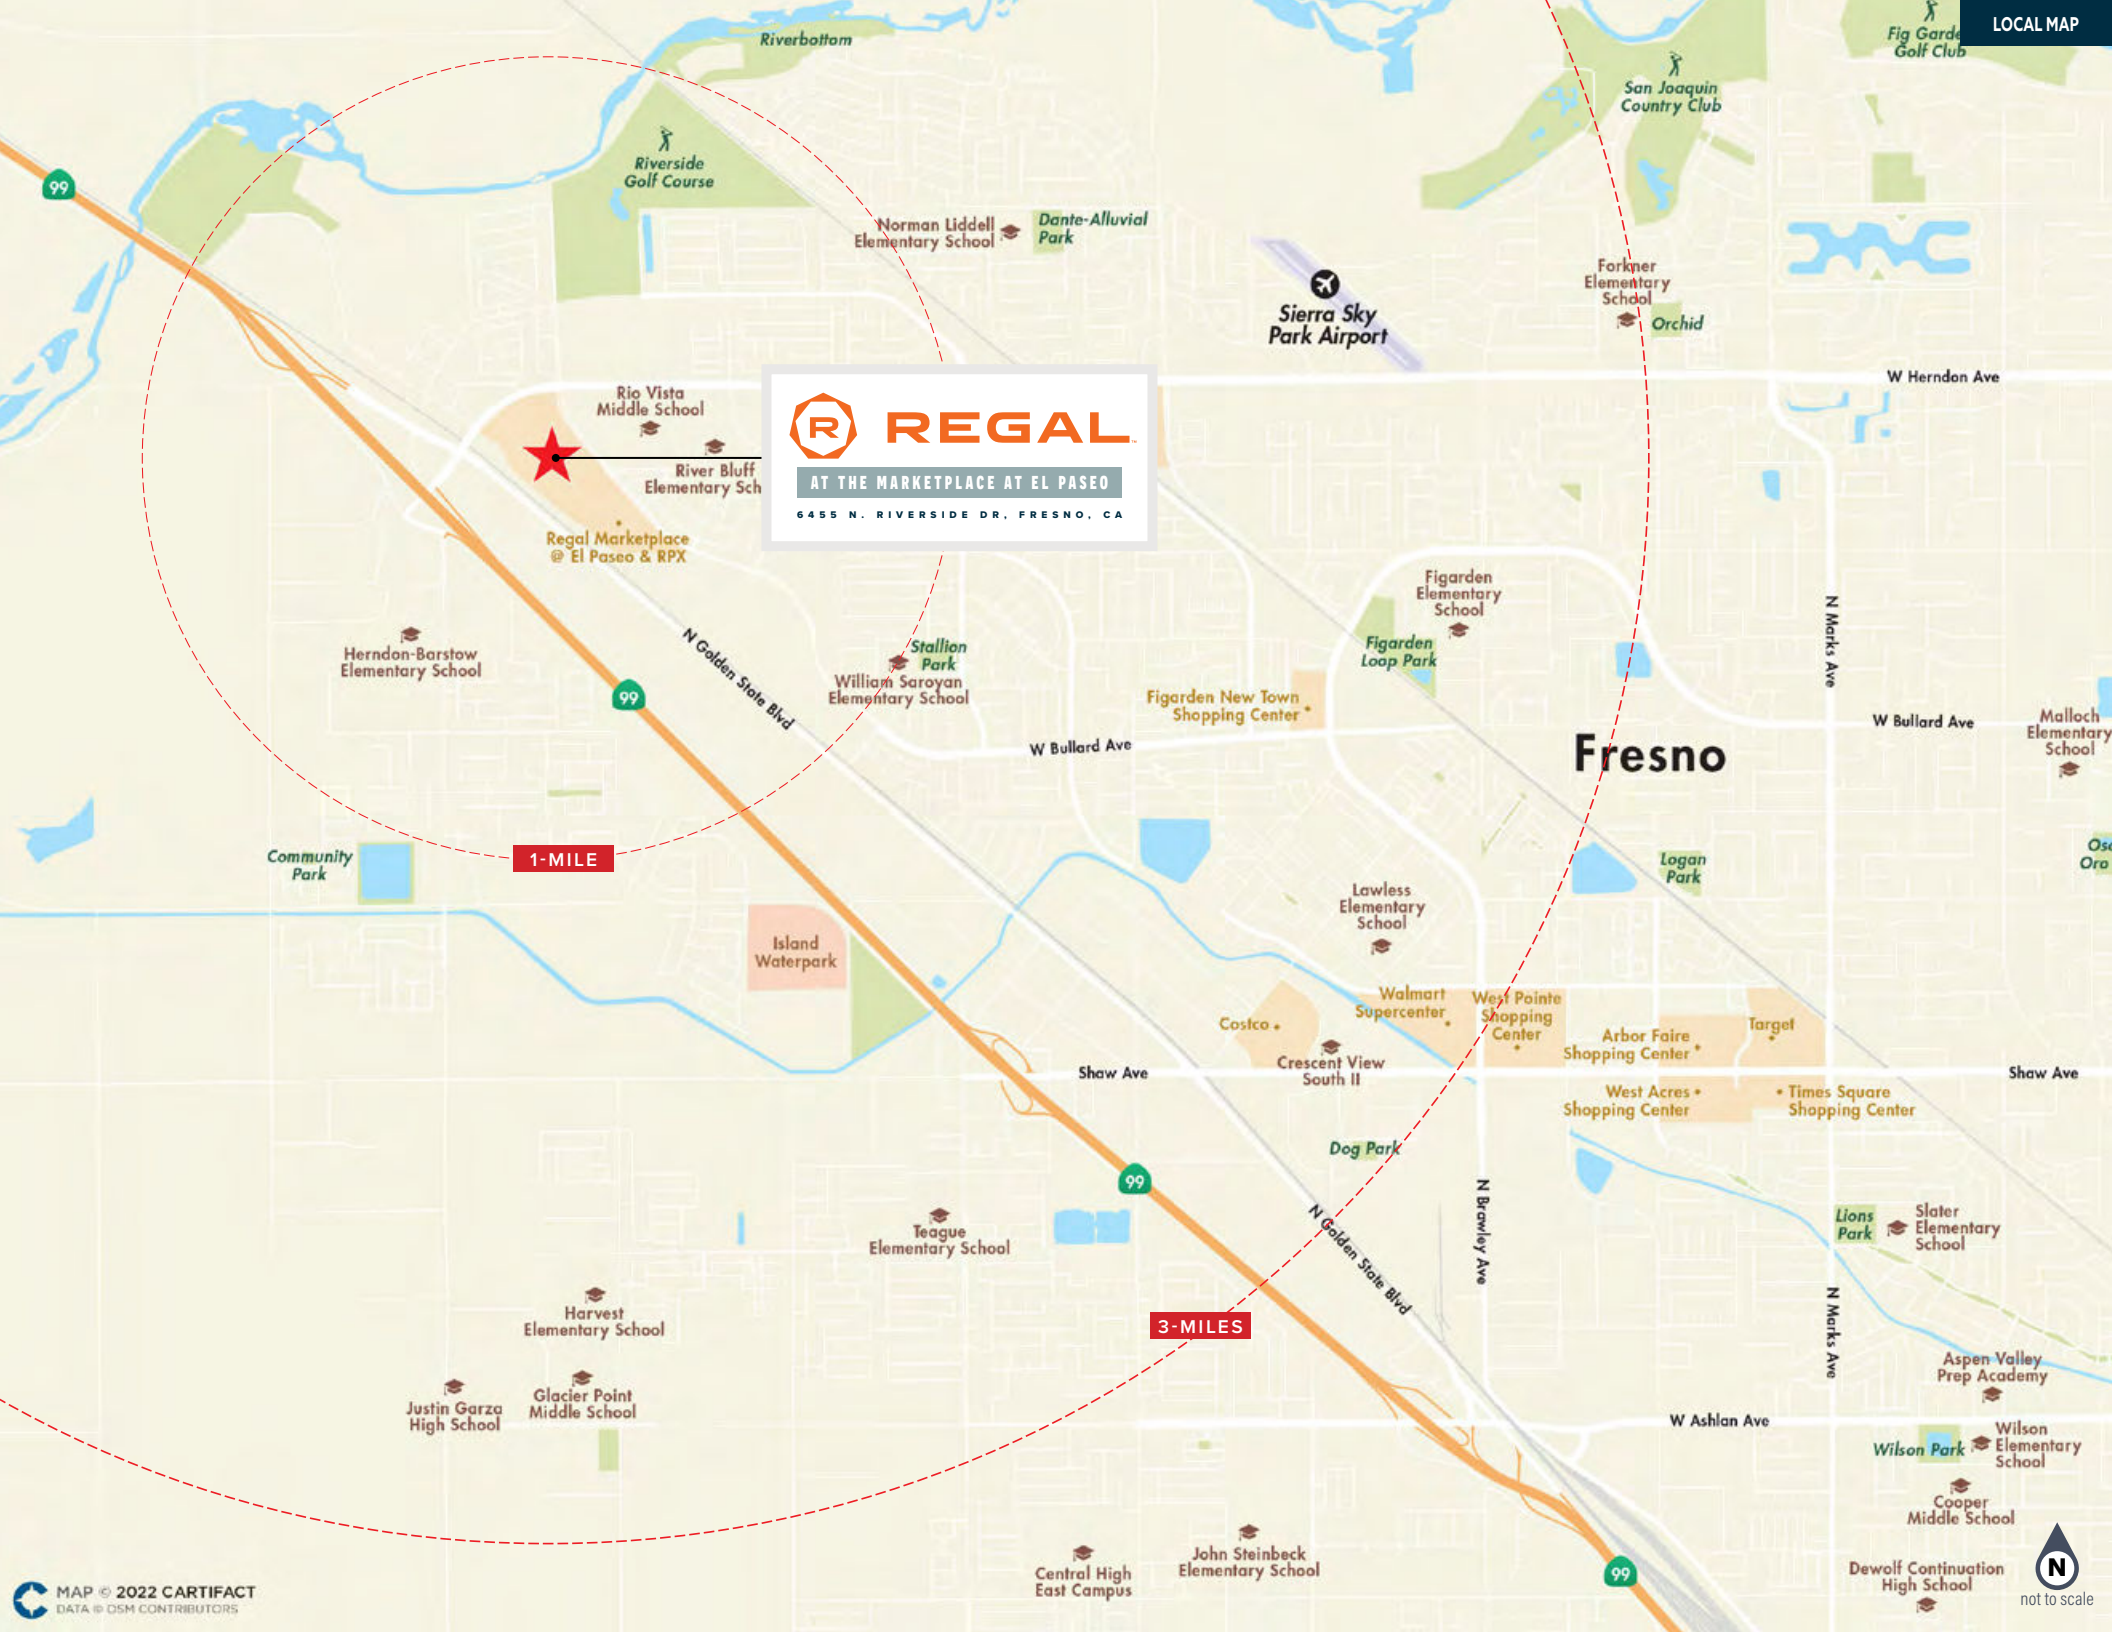 LOCAL MAP
Riverbottom
Fig Garde
Golf Club
San Joaquin
Country Club
99
Riverside
Golf Course
Norman Liddell
Elementary School
Dante-Alluvial
Park
Forkner
Elementary
School
Orchid
Sierra Sky
Park Airport
W Herndon Ave
Rio Vista
Middle School
River Bluff
Elementary Sch
R REGAL
AT THE MARKETPLACE AT EL PASEO
6455 N. RIVERSIDE DR, FRESNO, CA
Regal Marketplace
@ El Paseo & RPX
Figarden
Elementary
School
N Marks Ave
Herndon-Barstow
Elementary School
N Golden State Blvd
Stallion
Park
William Saroyan
Elementary School
Figarden
Loop Park
99
Figarden New Town
Shopping Center
W Bullard Ave
Fresno
W Bullard Ave
Malloch
Elementary
School
1-MILE
Community
Park
Logan
Park
Oso
Oro
Lawless
Elementary
School
Island
Waterpark
Walmart
Supercenter
West Pointe
Shopping
Center
Costco
Arbor Faire
Shopping Center
Target
Crescent View
South II
Shaw Ave
Shaw Ave
West Acres
Shopping Center
Times Square
Shopping Center
Dog Park
99
N Brawley Ave
N Golden State Blvd
Lions
Park
Slater
Elementary
School
Teague
Elementary School
Harvest
Elementary School
3-MILES
N Marks Ave
Aspen Valley
Prep Academy
Justin Garza
High School
Glacier Point
Middle School
W Ashlan Ave
Wilson Park
Wilson
Elementary
School
Cooper
Middle School
Central High
East Campus
John Steinbeck
Elementary School
99
Dewolf Continuation
High School
N
not to scale
MAP © 2022 CARTIFACT
DATA © OSM CONTRIBUTORS